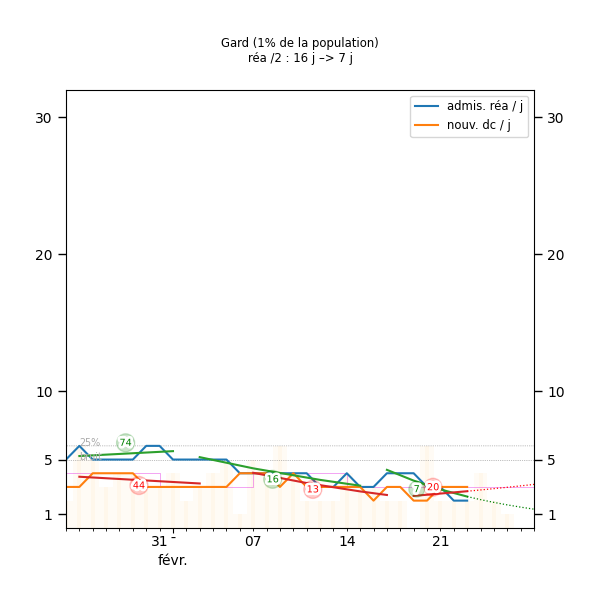 Gard (1% de la population)
réa /2 : 16 j –> 7 j
admis. réa / j
nouv. dc / j
30 30
20 20
10 10
25%
74
5 5
16
44
13
7
20
1 1
31 - 07 14 21
févr.